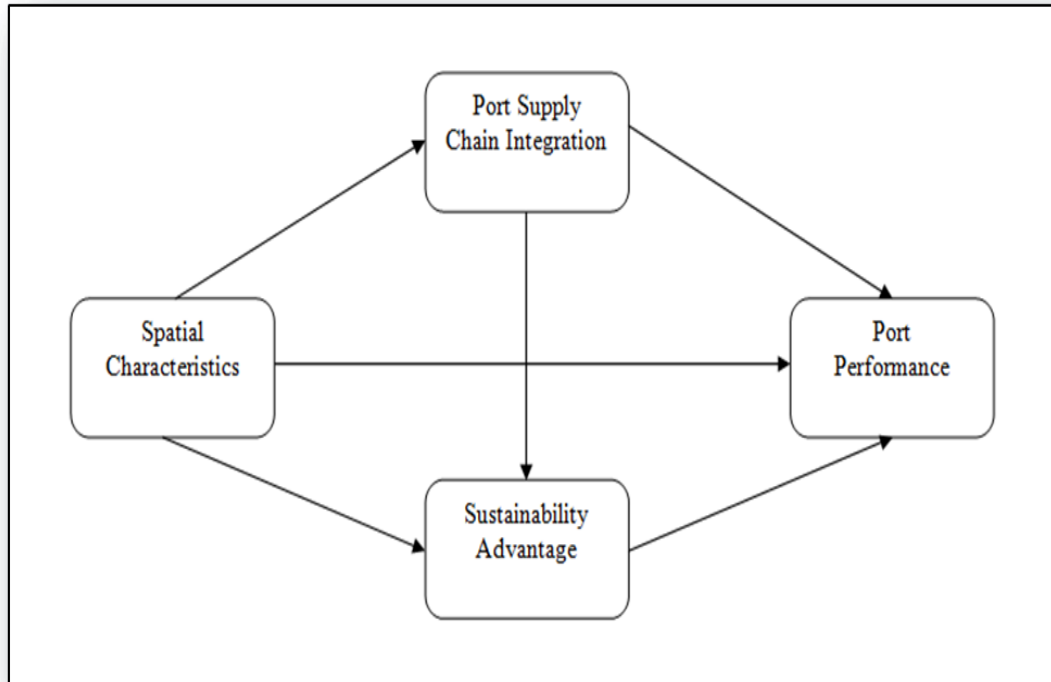 Port Supply
Chain Integration
Spatial
Characteristics
Port
Performance
Sustainability
Advantage